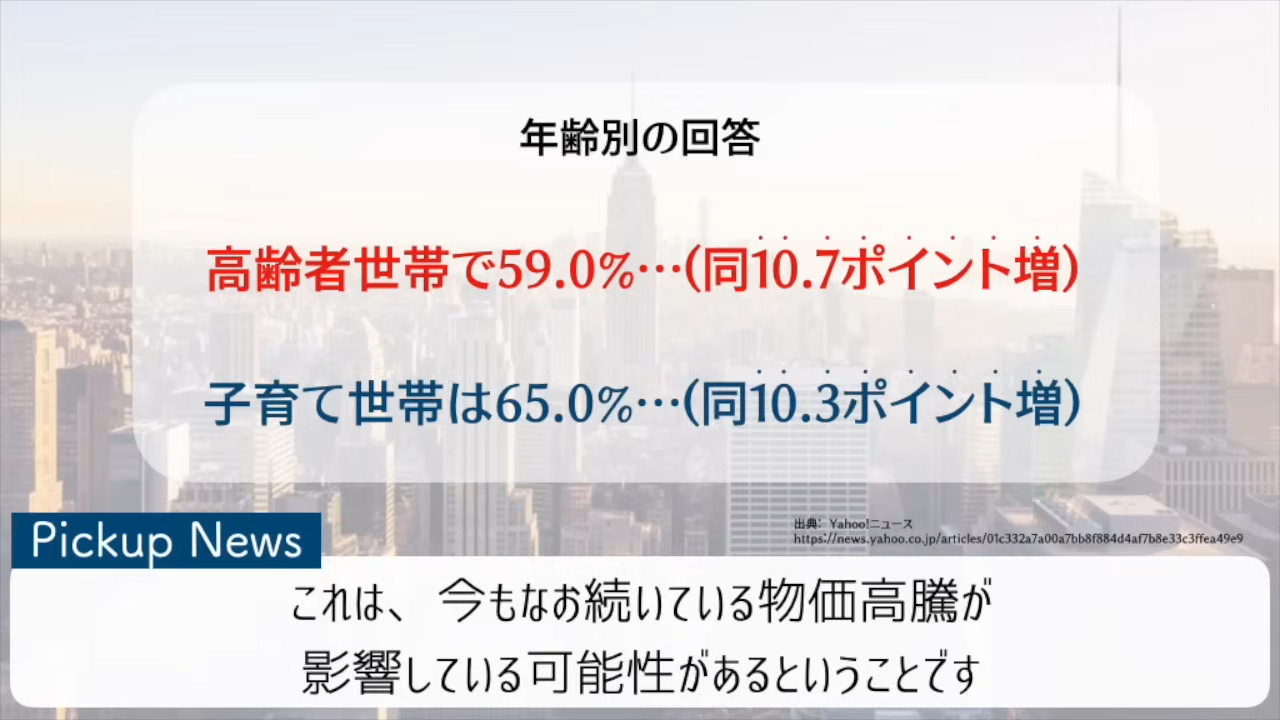 年齢別の回答
高齢者世帯で59.0%…(同10.7ポイント増)
子育て世帯は65.0%…(同10.3ポイント増)
Pickup News
出典: Yahoo!ニュース
https://news.yahoo.co.jp/articles/01c332a7a00a7bb8f884d4af7b8e33c3ffea49e9
これは、今もなお続いている物価高騰が
影響している可能性があるということです